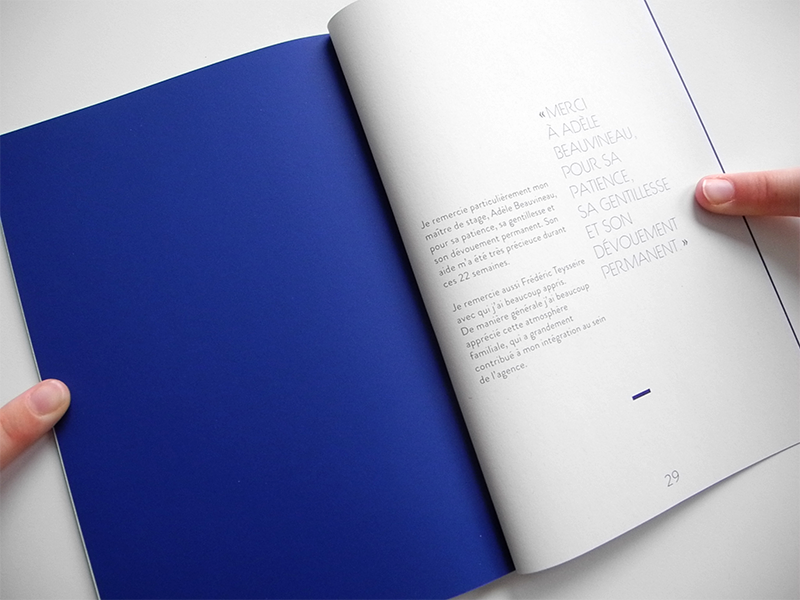 « MERCI
À ADÈLE
BEAUVINEAU,
POUR SA
PATIENCE,
SA GENTILLESSE
ET SON
DÉVOUEMENT
PERMANENT. »
Je remercie particulièrement mon
maître de stage, Adèle Beauvineau,
pour sa patience, sa gentillesse et
son dévouement permanent. Son
aide m'a été très précieuse durant
ces 22 semaines.
Je remercie aussi Frédéric Teysseire
avec qui j'ai beaucoup appris.
De manière générale j'ai beaucoup
apprécié cette atmosphère
familiale, qui a grandement
contribué à mon intégration au sein
de l'agence.
29